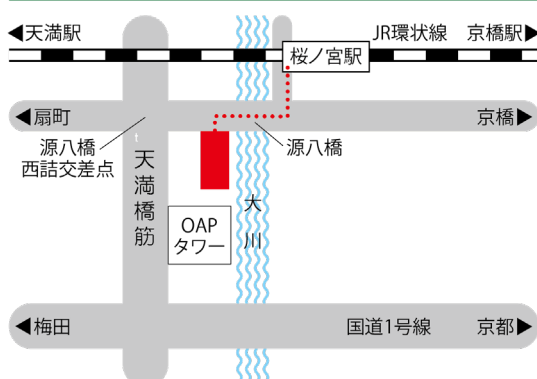 ◀天満駅
JR環状線
京橋駅▶
桜ノ宮駅
◀扇町
京橋▶
源八橋
西詰交差点
源八橋
天満橋筋
大川
OAP
タワー
◀梅田
国道1号線
京都▶